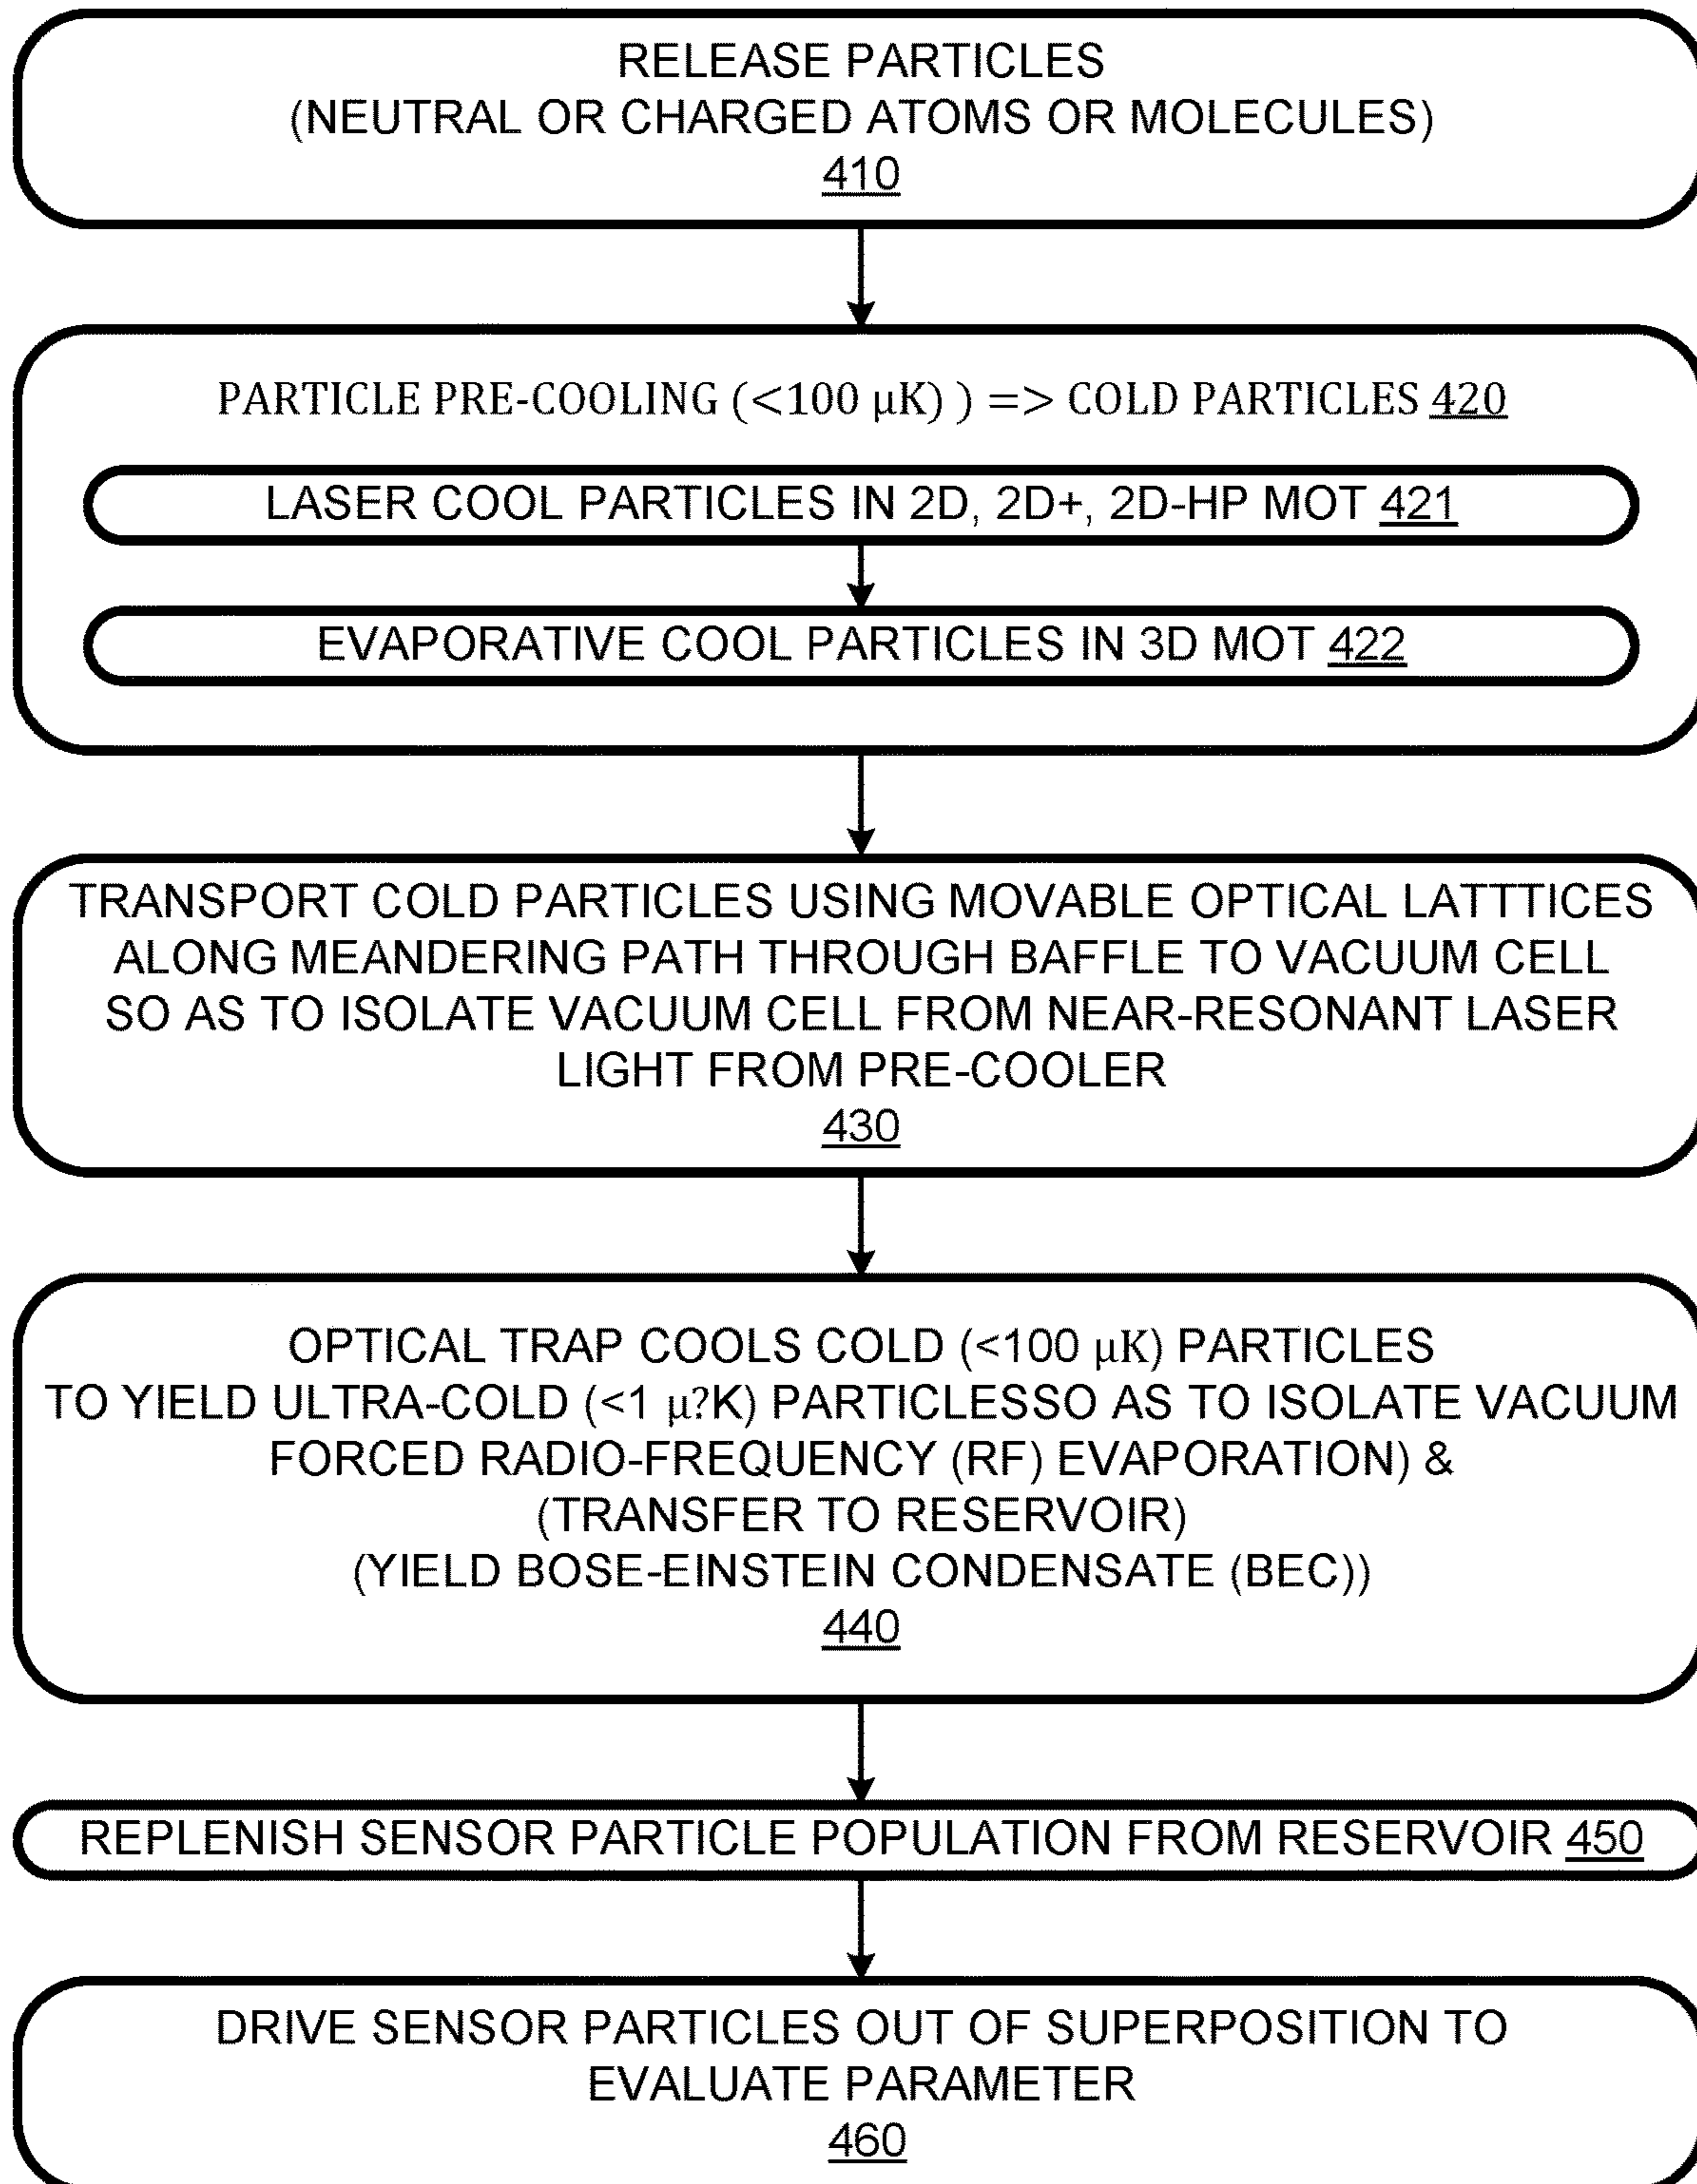 RELEASE PARTICLES
(NEUTRAL OR CHARGED ATOMS OR MOLECULES)
410
PARTICLE PRE-COOLING (<100 μK) ) => COLD PARTICLES 420
LASER COOL PARTICLES IN 2D, 2D+, 2D-HP MOT 421
EVAPORATIVE COOL PARTICLES IN 3D MOT 422
TRANSPORT COLD PARTICLES USING MOVABLE OPTICAL LATTTICES
ALONG MEANDERING PATH THROUGH BAFFLE TO VACUUM CELL
SO AS TO ISOLATE VACUUM CELL FROM NEAR-RESONANT LASER
LIGHT FROM PRE-COOLER
430
OPTICAL TRAP COOLS COLD (<100 μK) PARTICLES
TO YIELD ULTRA-COLD (<1 μ?K) PARTICLESSO AS TO ISOLATE VACUUM
FORCED RADIO-FREQUENCY (RF) EVAPORATION) &
(TRANSFER TO RESERVOIR)
(YIELD BOSE-EINSTEIN CONDENSATE (BEC))
440
REPLENISH SENSOR PARTICLE POPULATION FROM RESERVOIR 450
DRIVE SENSOR PARTICLES OUT OF SUPERPOSITION TO
EVALUATE PARAMETER
460